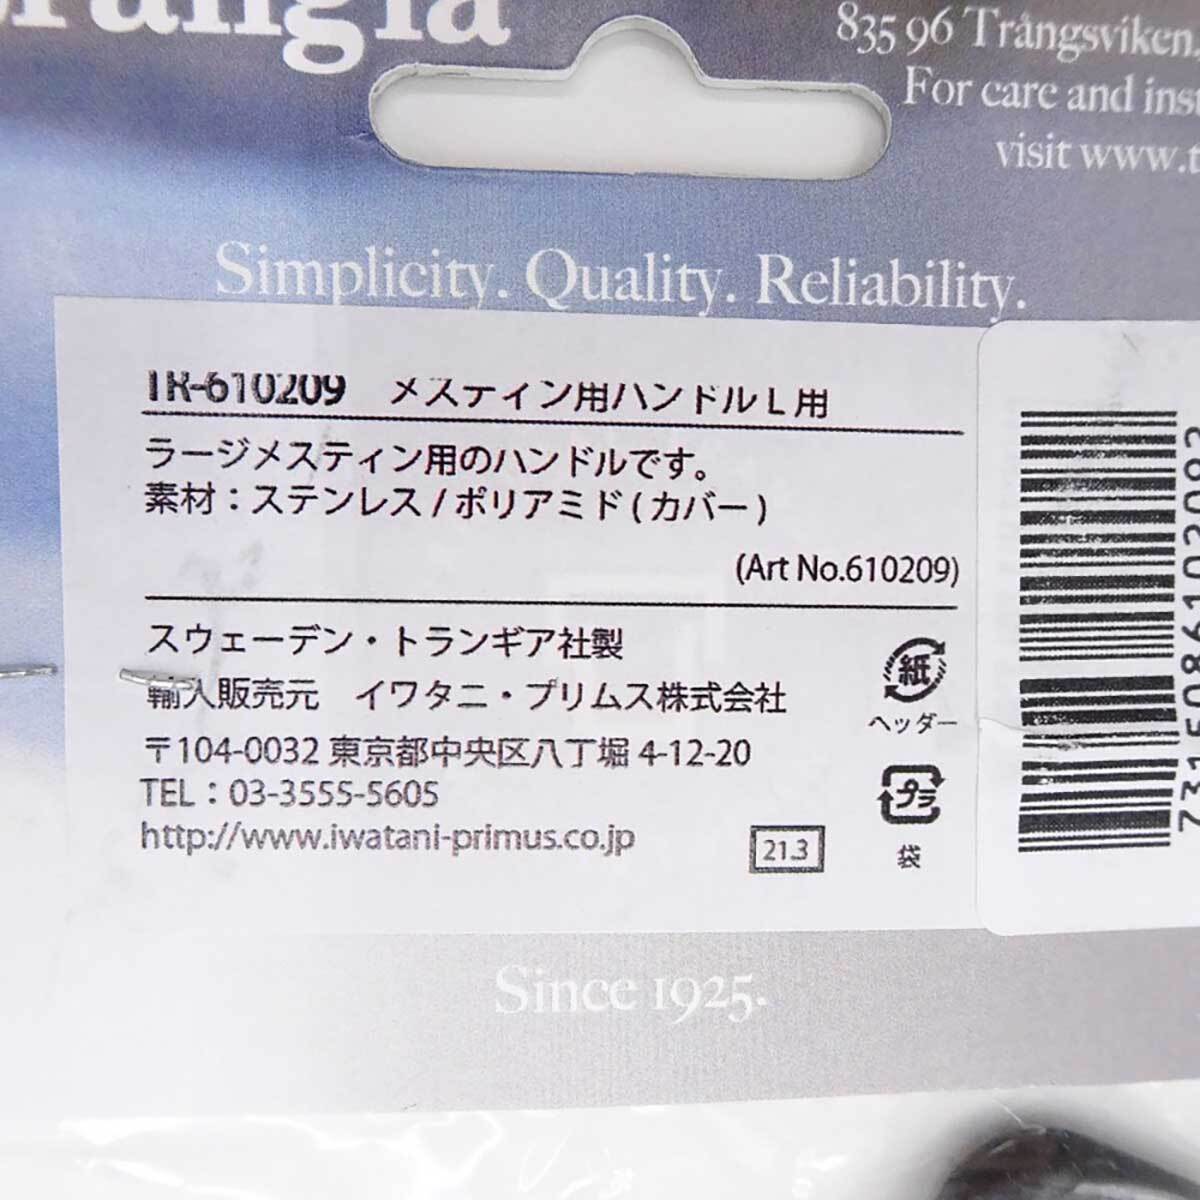 trangia
835 96 Trångsviken,
For care and inst
visit www.t
Simplicity. Quality. Reliability.
TR-610209 メスティン用ハンドル L 用
ラージメスティン用のハンドルです。
素材：ステンレス / ポリアミド ( カバー )
(Art No.610209)
スウェーデン・トランギア社製
輸入販売元 イワタニ・プリムス株式会社
〒104-0032 東京都中央区八丁堀 4-12-20
TEL：03-3555-5605
http://www.iwatani-primus.co.jp
紙
ヘッダー
プラ
袋
21.3
7315086102082
Since 1925.